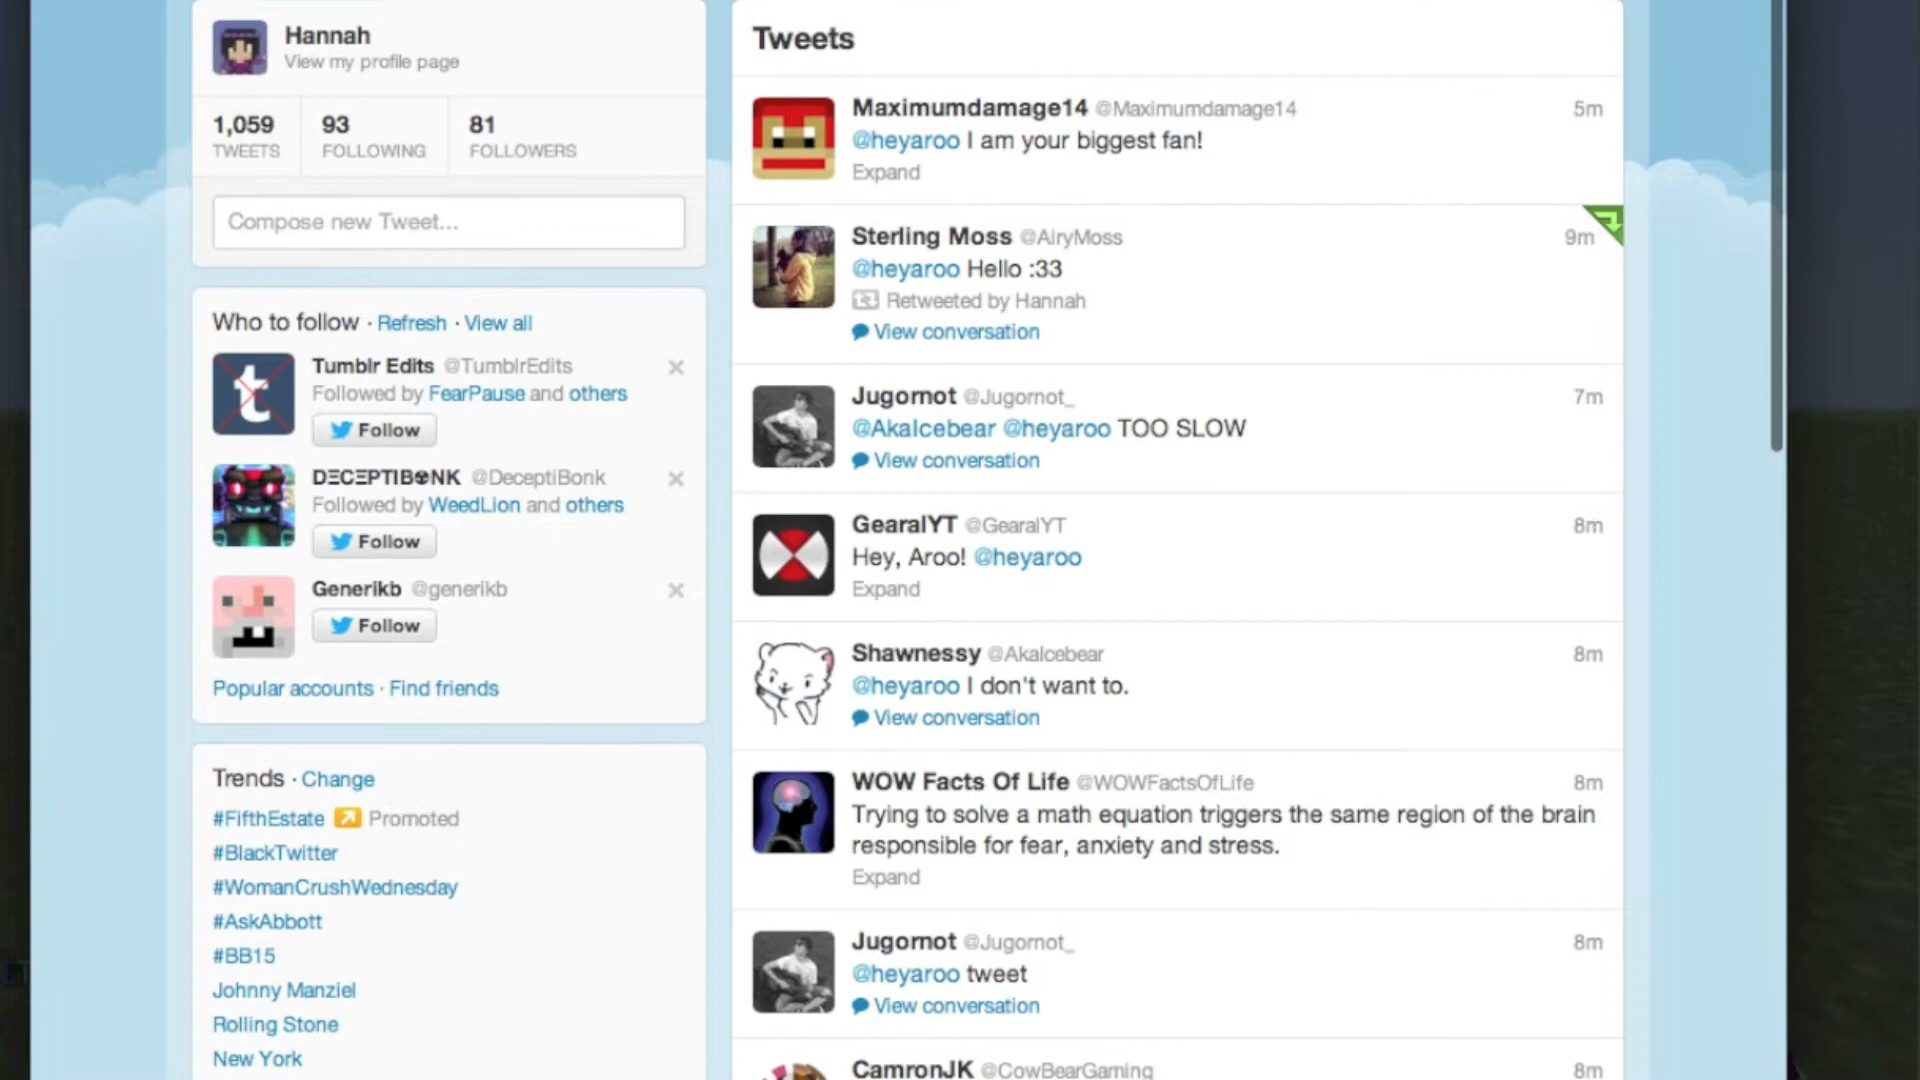 Hannah
View my profile page
1,059
TWEETS
93
FOLLOWING
81
FOLLOWERS
Compose new Tweet...
Who to follow · Refresh · View all
Tumblr Edits @TumblrEdits
Followed by FearPause and others
Follow
DΞCΞPTIB☢NK @DeceptiBonk
Followed by WeedLion and others
Follow
Generikb @generikb
Follow
Popular accounts · Find friends
Trends · Change
#FifthEstate Promoted
#BlackTwitter
#WomanCrushWednesday
#AskAbbott
#BB15
Johnny Manziel
Rolling Stone
New York
Tweets
Maximumdamage14 @Maximumdamage14 5m
@heyaroo I am your biggest fan!
Expand
Sterling Moss @AiryMoss 9m
@heyaroo Hello :33
Retweeted by Hannah
View conversation
Jugornot @Jugornot_ 7m
@AkaIcebear @heyaroo TOO SLOW
View conversation
GearalYT @GearalYT 8m
Hey, Aroo! @heyaroo
Expand
Shawnessy @AkaIcebear 8m
@heyaroo I don't want to.
View conversation
WOW Facts Of Life @WOWFactsOfLife 8m
Trying to solve a math equation triggers the same region of the brain
responsible for fear, anxiety and stress.
Expand
Jugornot @Jugornot_ 8m
@heyaroo tweet
View conversation
CamronJK @CowBearGaming 8m